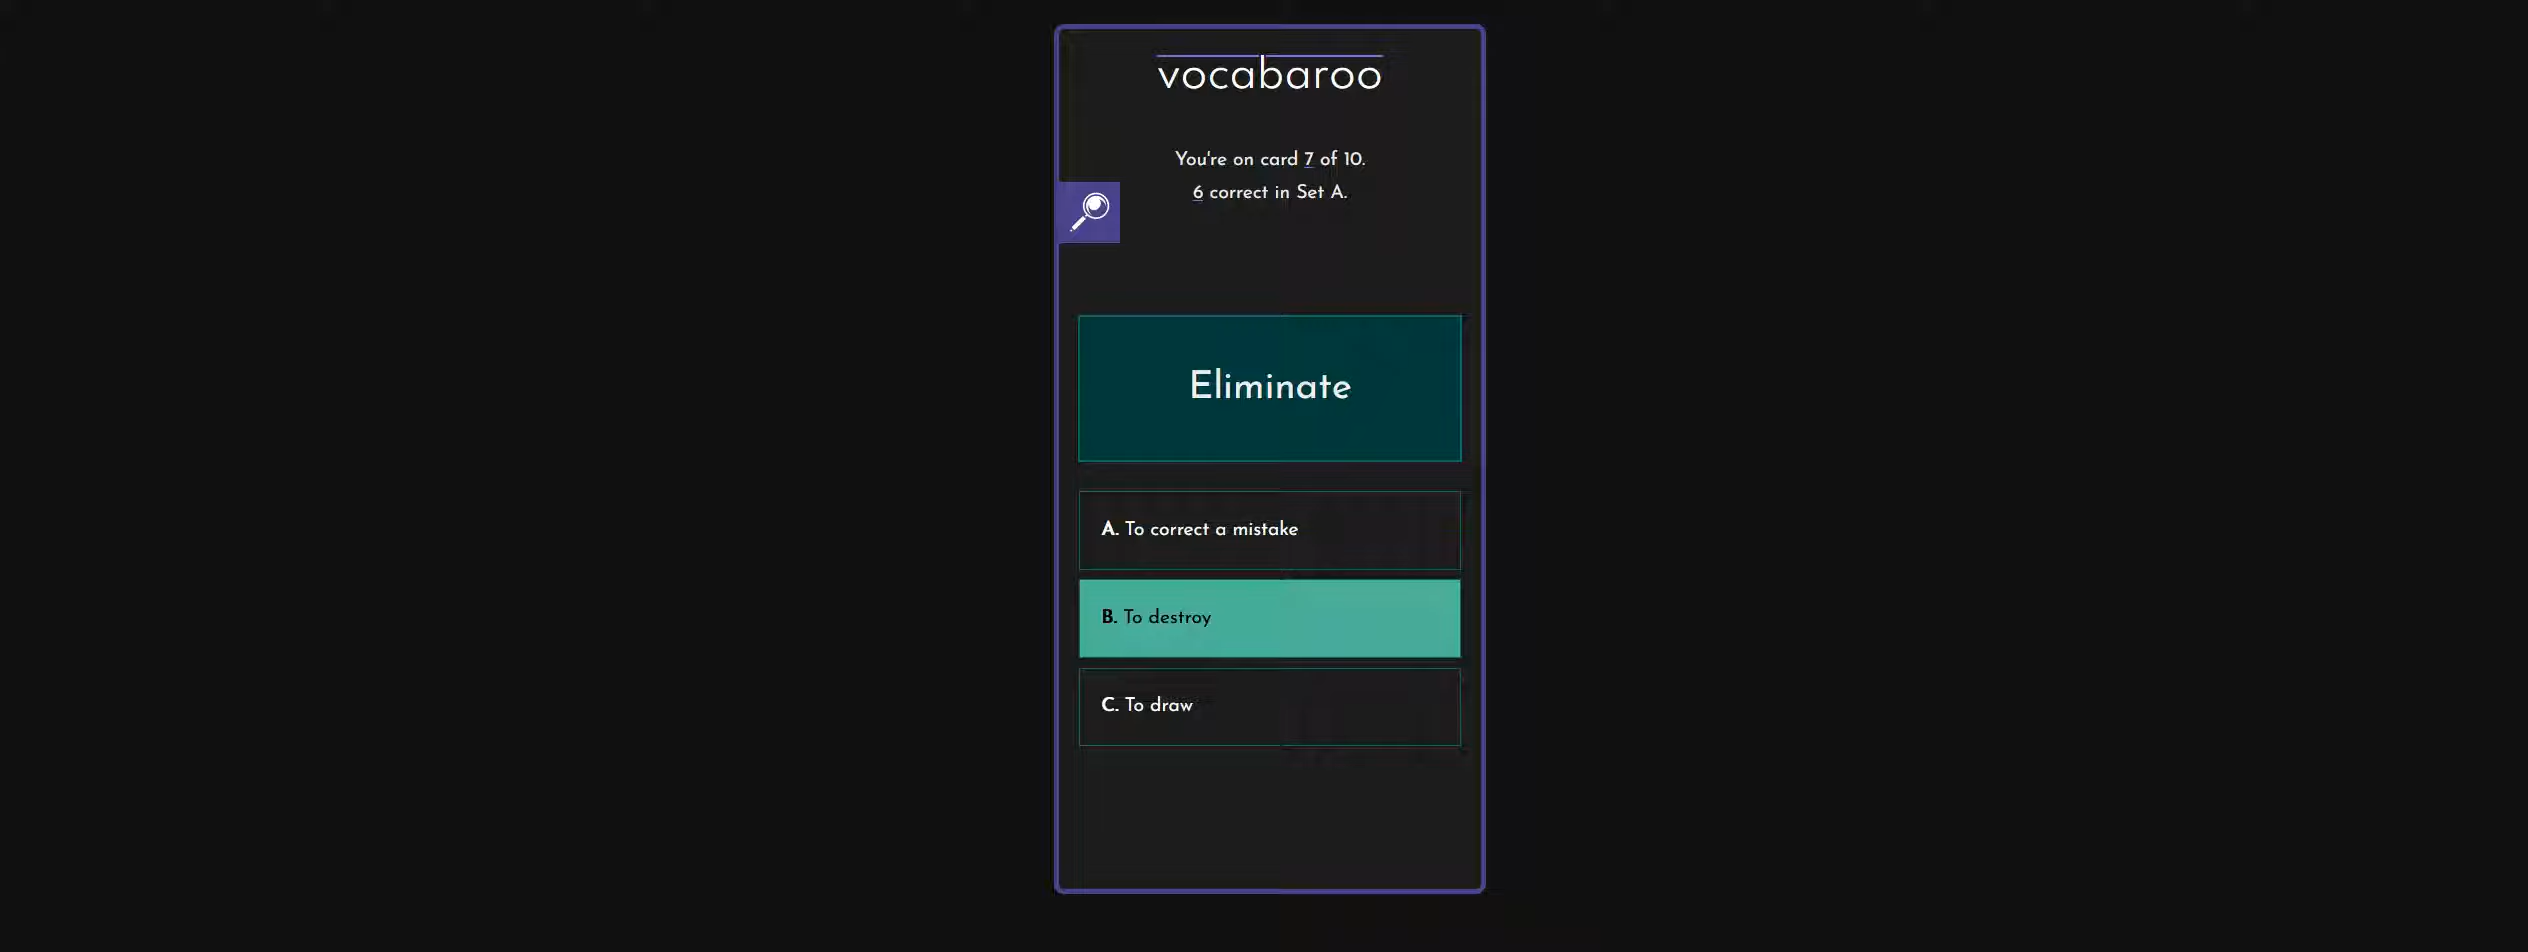 vocabaroo
You're on card 7 of 10.
6 correct in Set A.
Eliminate
A. To correct a mistake
B. To destroy
C. To draw